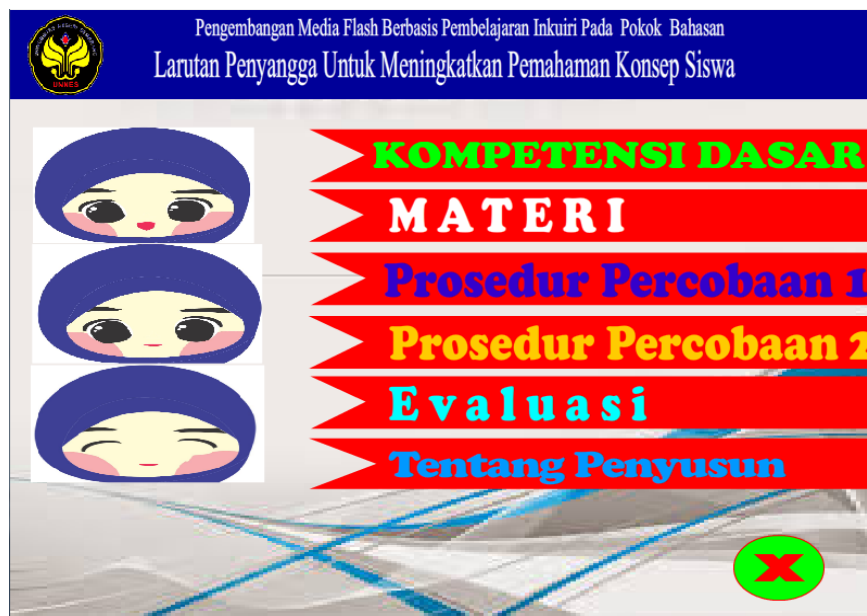 Pengembangan Media Flash Berbasis Pembelajaran Inkuiri Pada Pokok Bahasan
Larutan Penyangga Untuk Meningkatkan Pemahaman Konsep Siswa
UNNES
KOMPETENSI DASAR
MATERI
Prosedur Percobaan 1
Prosedur Percobaan 2
Evaluasi
Tentang Penyusun
X